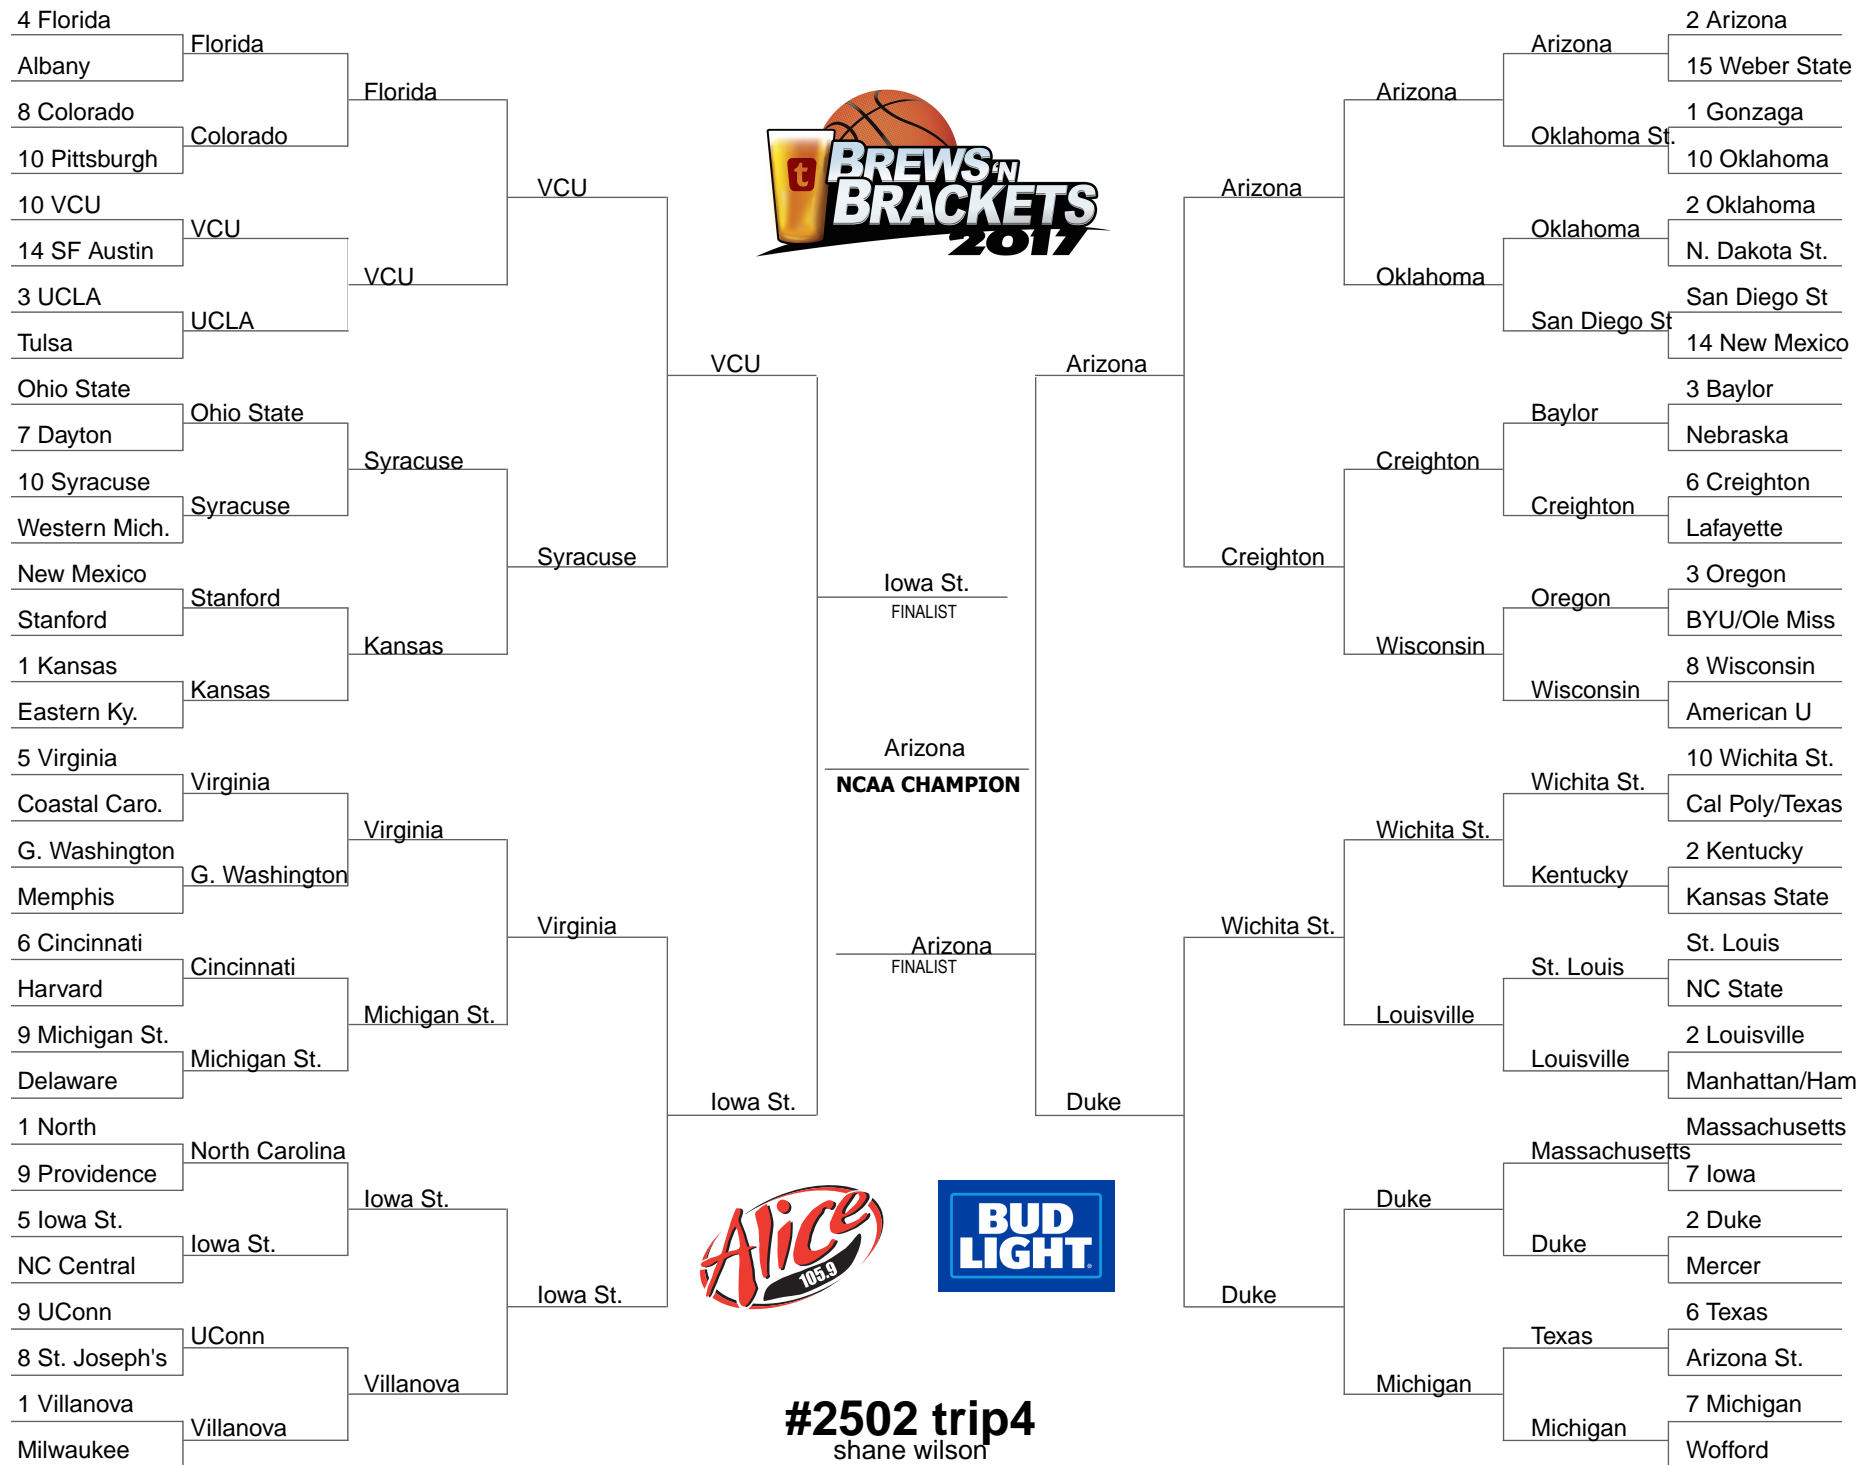 4 Florida
Albany
8 Colorado
10 Pittsburgh
10 VCU
14 SF Austin
3 UCLA
Tulsa
Ohio State
7 Dayton
10 Syracuse
Western Mich.
New Mexico
Stanford
1 Kansas
Eastern Ky.
5 Virginia
Coastal Caro.
G. Washington
Memphis
6 Cincinnati
Harvard
9 Michigan St.
Delaware
1 North
9 Providence
5 Iowa St.
NC Central
9 UConn
8 St. Joseph's
1 Villanova
Milwaukee
Florida
Colorado
VCU
UCLA
Ohio State
Syracuse
Stanford
Kansas
Virginia
G. Washington
Cincinnati
Michigan St.
North Carolina
Iowa St.
UConn
Villanova
Florida
VCU
Syracuse
Kansas
Virginia
Michigan St.
Iowa St.
Villanova
VCU
Syracuse
Virginia
Iowa St.
VCU
Iowa St.
t
BREWS 'N
BRACKETS
2017
Iowa St.
FINALIST
Arizona
NCAA CHAMPION
Arizona
FINALIST
Alice
105.9
BUD
LIGHT
#2502 trip4
shane wilson
Arizona
Duke
Arizona
Creighton
Wichita St.
Duke
Arizona
Oklahoma
Creighton
Wisconsin
Wichita St.
Louisville
Duke
Michigan
Arizona
Oklahoma St.
Oklahoma
San Diego St
Baylor
Creighton
Oregon
Wisconsin
Wichita St.
Kentucky
St. Louis
Louisville
Massachusetts
Duke
Texas
Michigan
2 Arizona
15 Weber State
1 Gonzaga
10 Oklahoma
2 Oklahoma
N. Dakota St.
San Diego St
14 New Mexico
3 Baylor
Nebraska
6 Creighton
Lafayette
3 Oregon
BYU/Ole Miss
8 Wisconsin
American U
10 Wichita St.
Cal Poly/Texas
2 Kentucky
Kansas State
St. Louis
NC State
2 Louisville
Manhattan/Ham
Massachusetts
7 Iowa
2 Duke
Mercer
6 Texas
Arizona St.
7 Michigan
Wofford